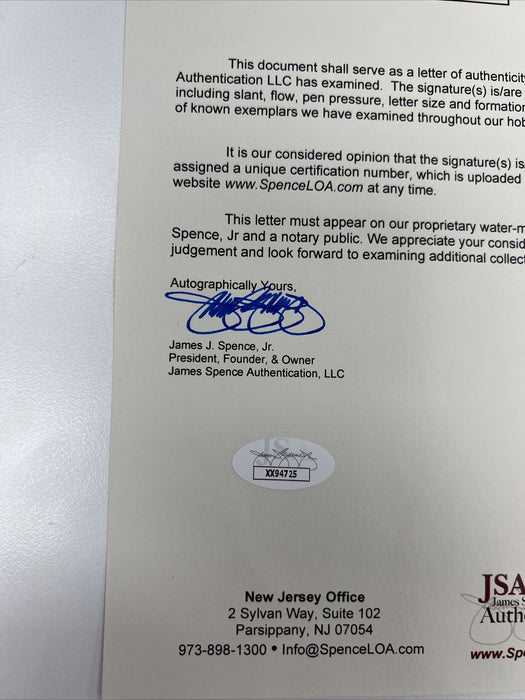 This document shall serve as a letter of authenticity
Authentication LLC has examined. The signature(s) is/are
including slant, flow, pen pressure, letter size and formation
of known exemplars we have examined throughout our
It is our considered opinion that the signature(s) is
assigned a unique certification number, which is uploaded
website www.SpenceLOA.com at any time.
This letter must appear on our proprietary water-
Spence, Jr and a notary public. We appreciate your
judgement and look forward to examining additional
Autographically Yours,
James J. Spence, Jr.
President, Founder, & Owner
James Spence Authentication, LLC
JS
XX94725
New Jersey Office
2 Sylvan Way, Suite 102
Parsippany, NJ 07054
973-898-1300 • Info@SpenceLOA.com
JSA
James S
Auth
www.Spe